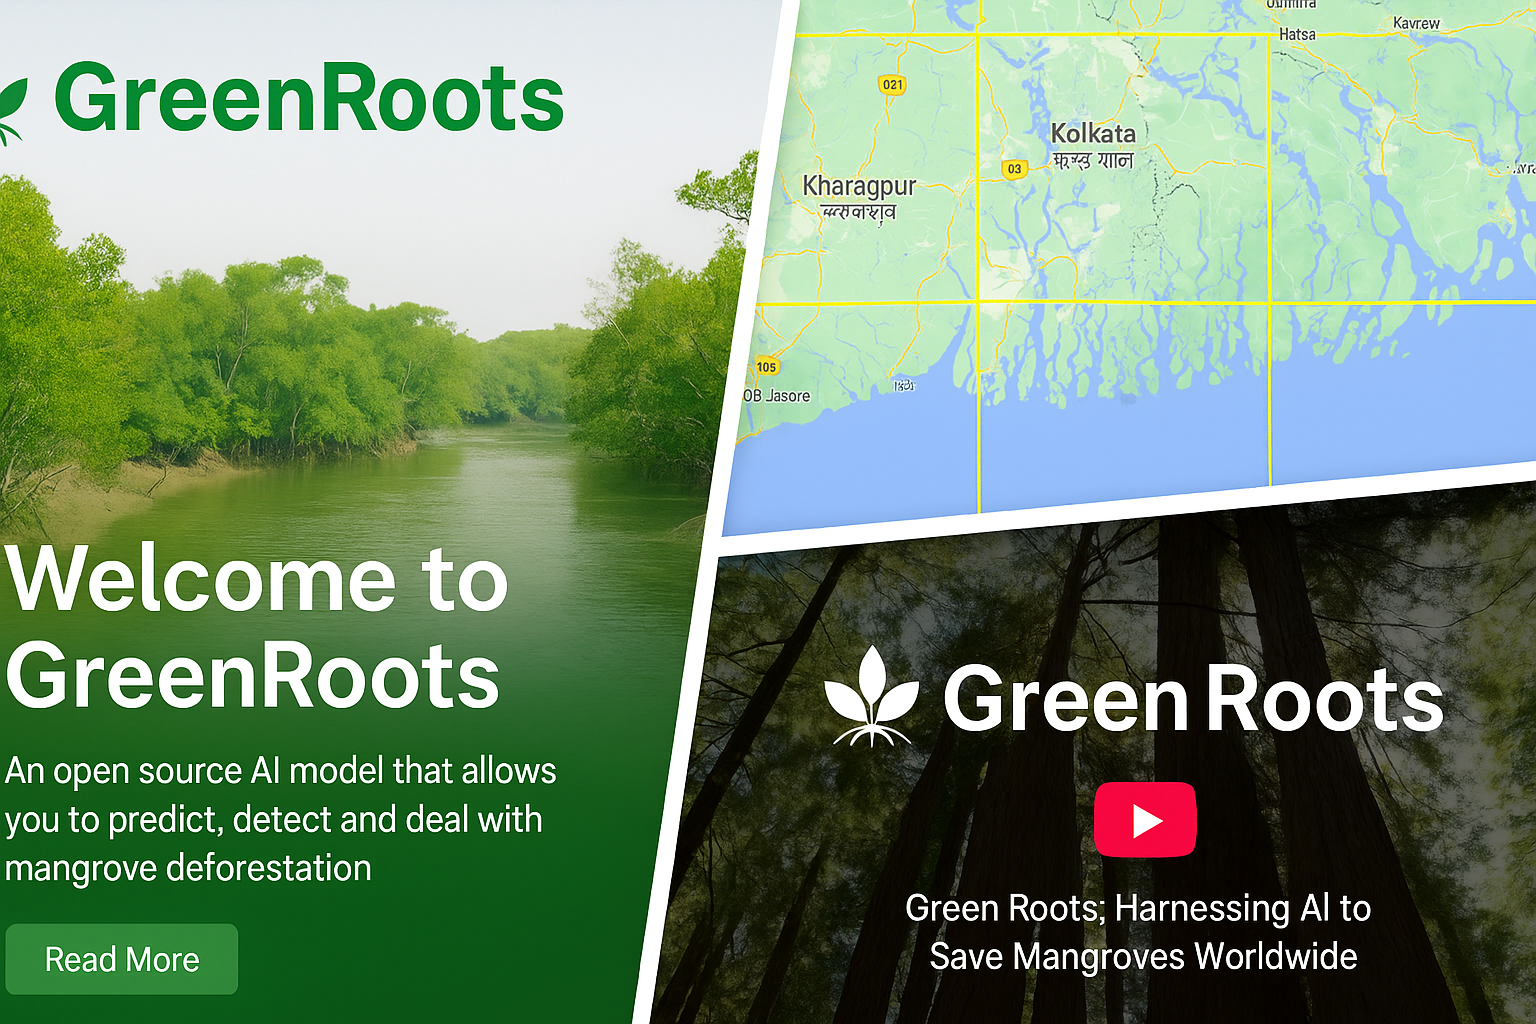 GreenRoots
Welcome to
GreenRoots
An open source AI model that allows
you to predict, detect and deal with
mangrove deforestation
Read More
Kavrew
Hatsa
021
Kolkata
03
Kharagpur
105
OB Jasore
Green Roots
Green Roots; Harnessing AI to
Save Mangroves Worldwide